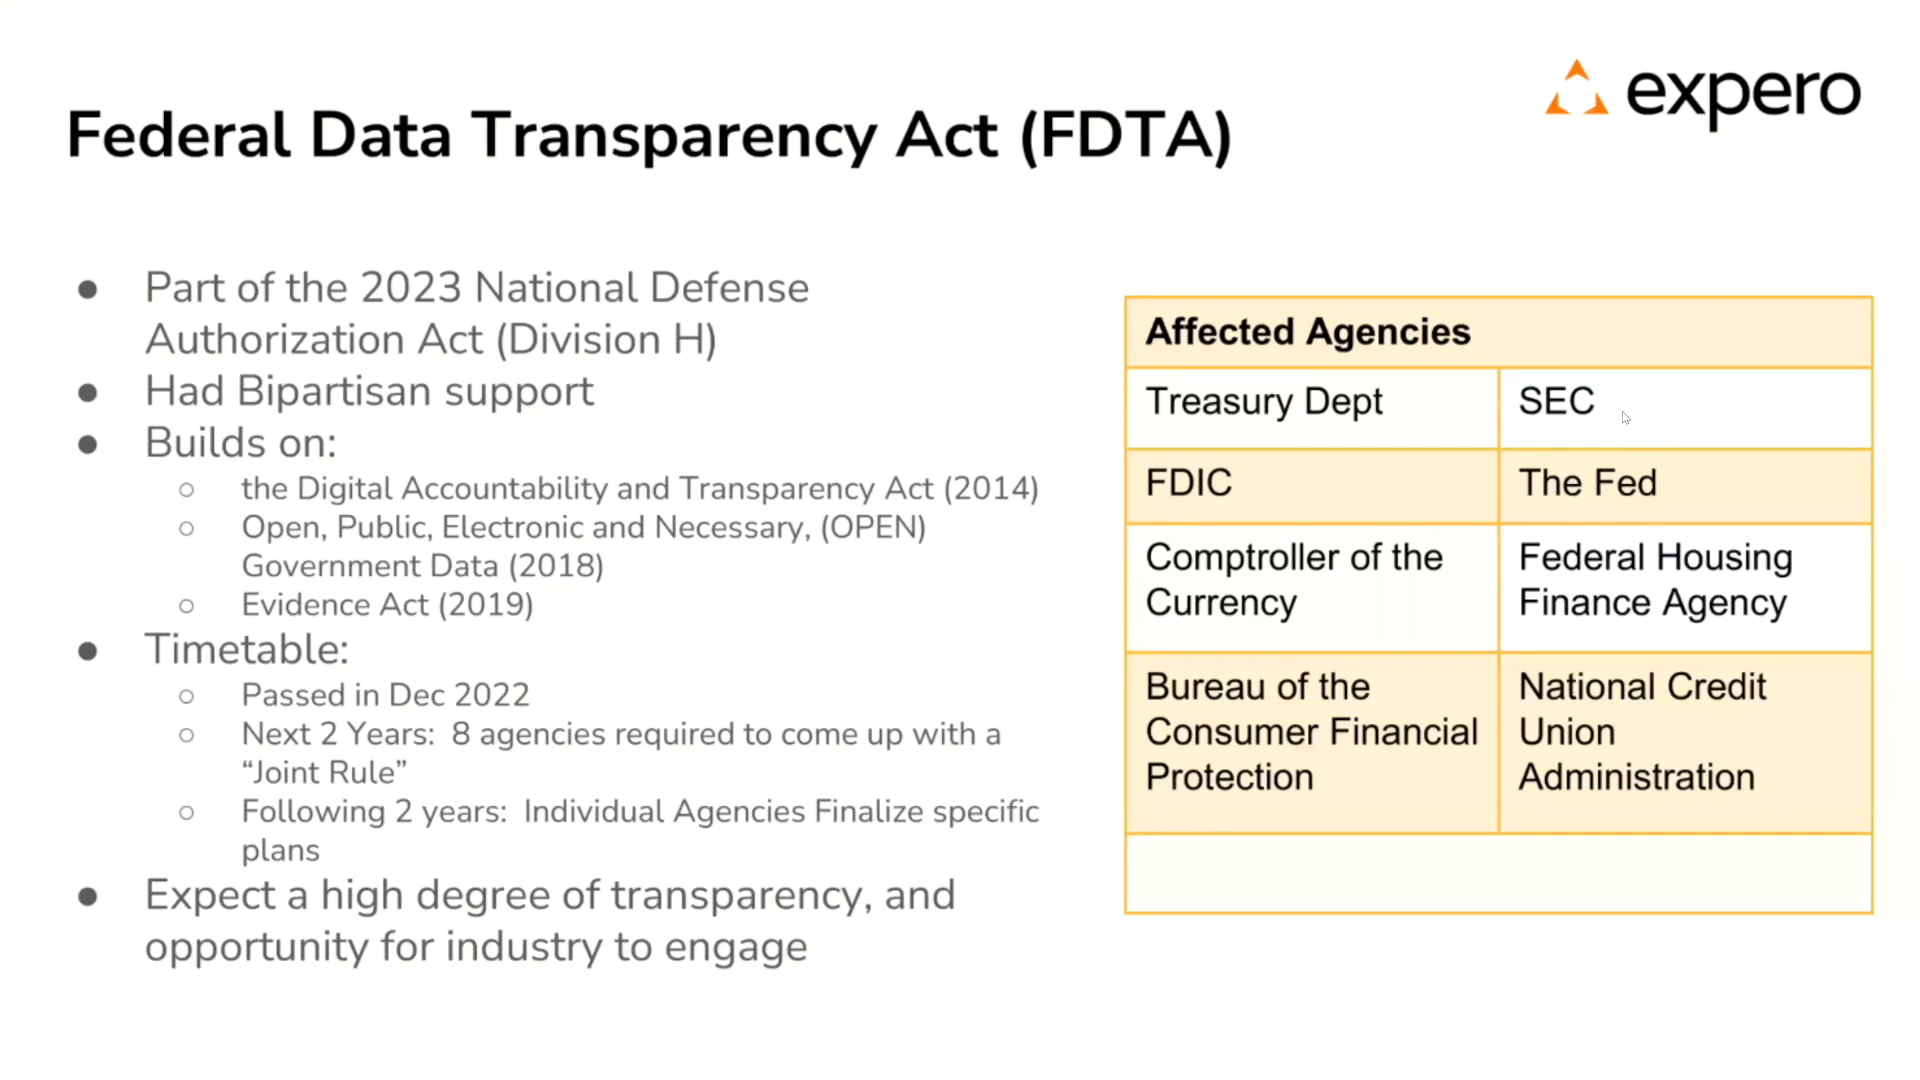 expero
Federal Data Transparency Act (FDTA)
● Part of the 2023 National Defense
Authorization Act (Division H)
● Had Bipartisan support
● Builds on:
○ the Digital Accountability and Transparency Act (2014)
○ Open, Public, Electronic and Necessary, (OPEN)
Government Data (2018)
○ Evidence Act (2019)
● Timetable:
○ Passed in Dec 2022
○ Next 2 Years:  8 agencies required to come up with a
“Joint Rule”
○ Following 2 years:  Individual Agencies Finalize specific
plans
● Expect a high degree of transparency, and
opportunity for industry to engage
Affected Agencies
Treasury Dept
SEC
FDIC
The Fed
Comptroller of the
Currency
Federal Housing
Finance Agency
Bureau of the
Consumer Financial
Protection
National Credit
Union
Administration